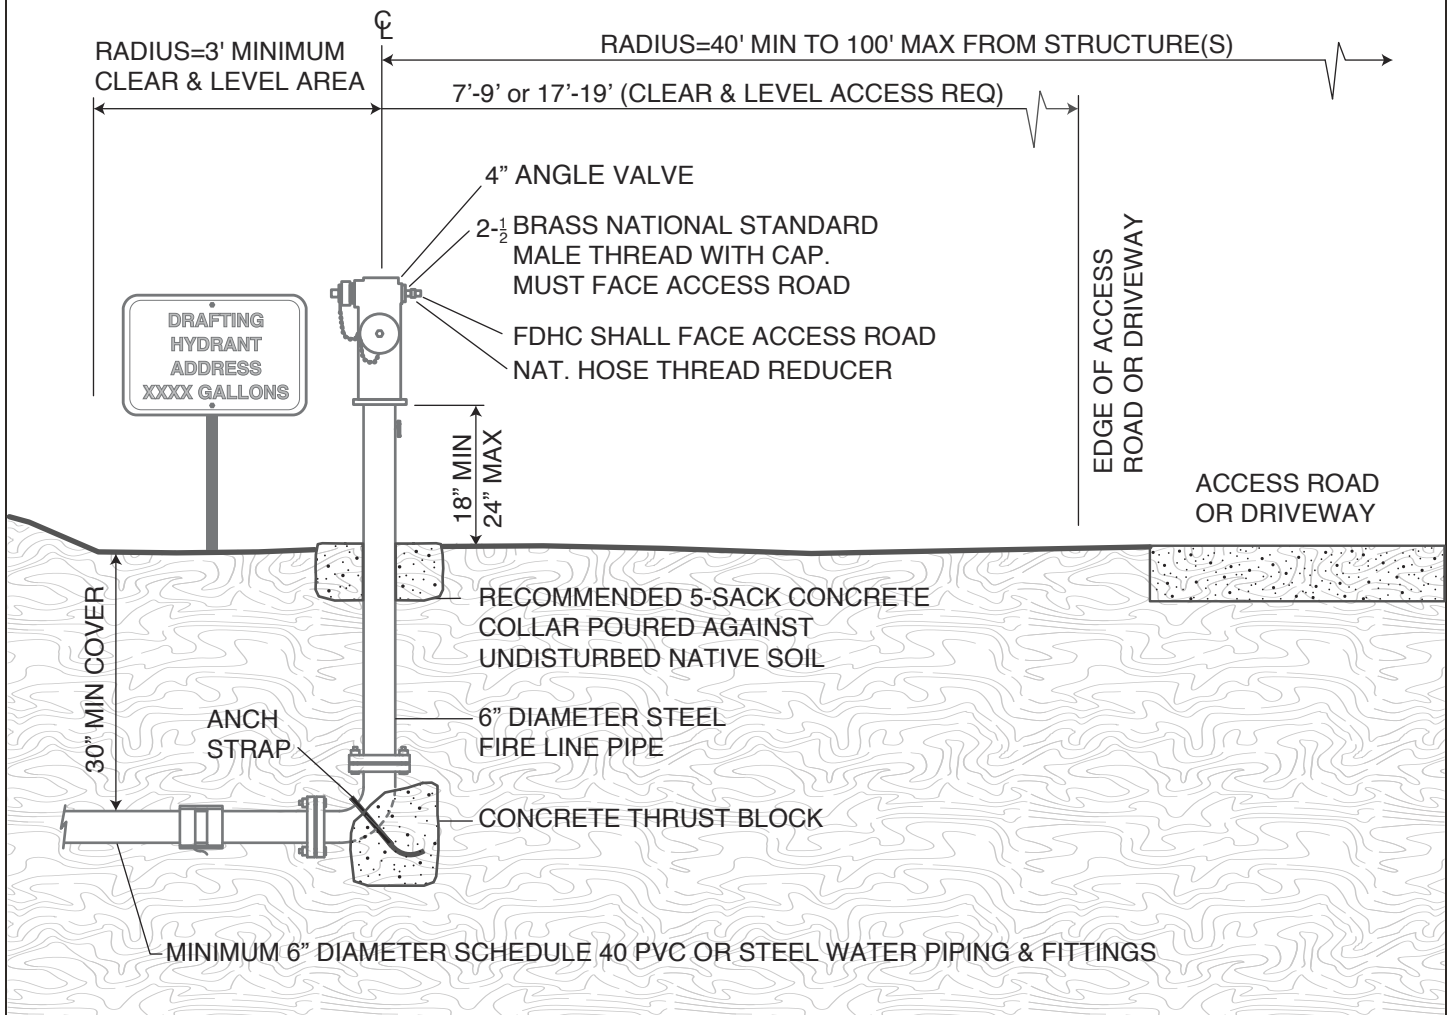 ℄
RADIUS=3' MINIMUM
CLEAR & LEVEL AREA
RADIUS=40' MIN TO 100' MAX FROM STRUCTURE(S)
7’-9’ or 17’-19’ (CLEAR & LEVEL ACCESS REQ)
4” ANGLE VALVE
2-½ BRASS NATIONAL STANDARD
MALE THREAD WITH CAP.
MUST FACE ACCESS ROAD
FDHC SHALL FACE ACCESS ROAD
NAT. HOSE THREAD REDUCER
DRAFTING
HYDRANT
ADDRESS
XXXX GALLONS
18” MIN
24” MAX
EDGE OF ACCESS
ROAD OR DRIVEWAY
ACCESS ROAD
OR DRIVEWAY
30” MIN COVER
RECOMMENDED 5-SACK CONCRETE
COLLAR POURED AGAINST
UNDISTURBED NATIVE SOIL
ANCH
STRAP
6” DIAMETER STEEL
FIRE LINE PIPE
CONCRETE THRUST BLOCK
MINIMUM 6” DIAMETER SCHEDULE 40 PVC OR STEEL WATER PIPING & FITTINGS